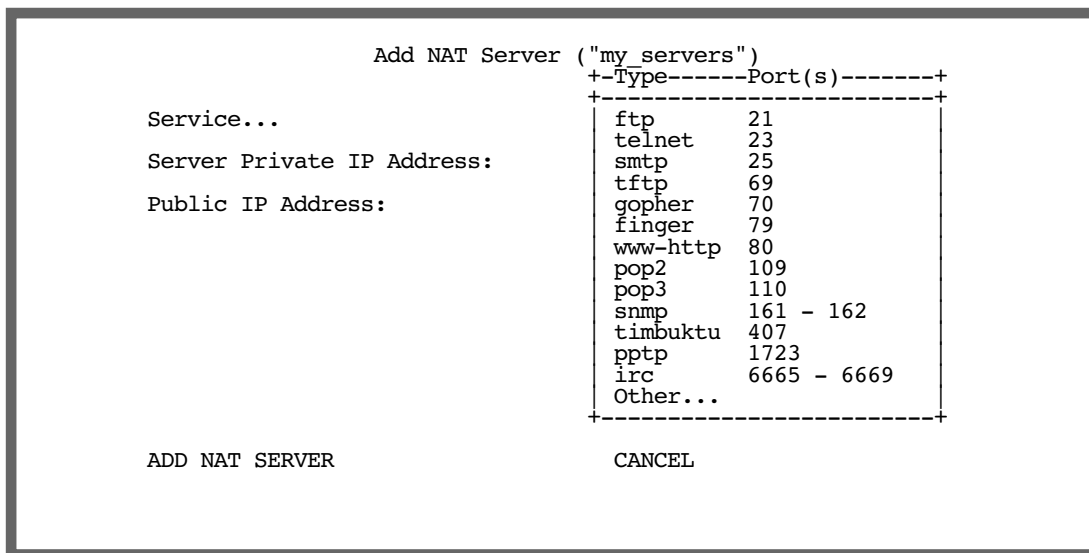 Add NAT Server ("my_servers")
+-Type------Port(s)-------+
+-------------------------+
Service... | ftp 21 |
| telnet 23 |
Server Private IP Address: | smtp 25 |
| tftp 69 |
Public IP Address: | gopher 70 |
| finger 79 |
| www-http 80 |
| pop2 109 |
| pop3 110 |
| snmp 161 - 162 |
| timbuktu 407 |
| pptp 1723 |
| irc 6665 - 6669 |
| Other... |
+-------------------------+
ADD NAT SERVER CANCEL